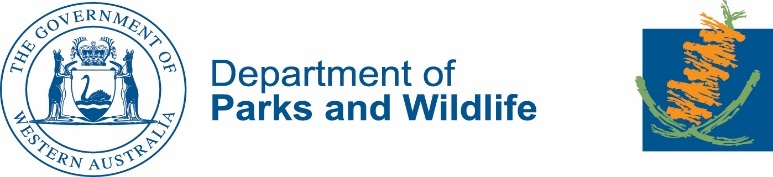 THE GOVERNMENT OF
WESTERN AUSTRALIA
Department of
Parks and Wildlife